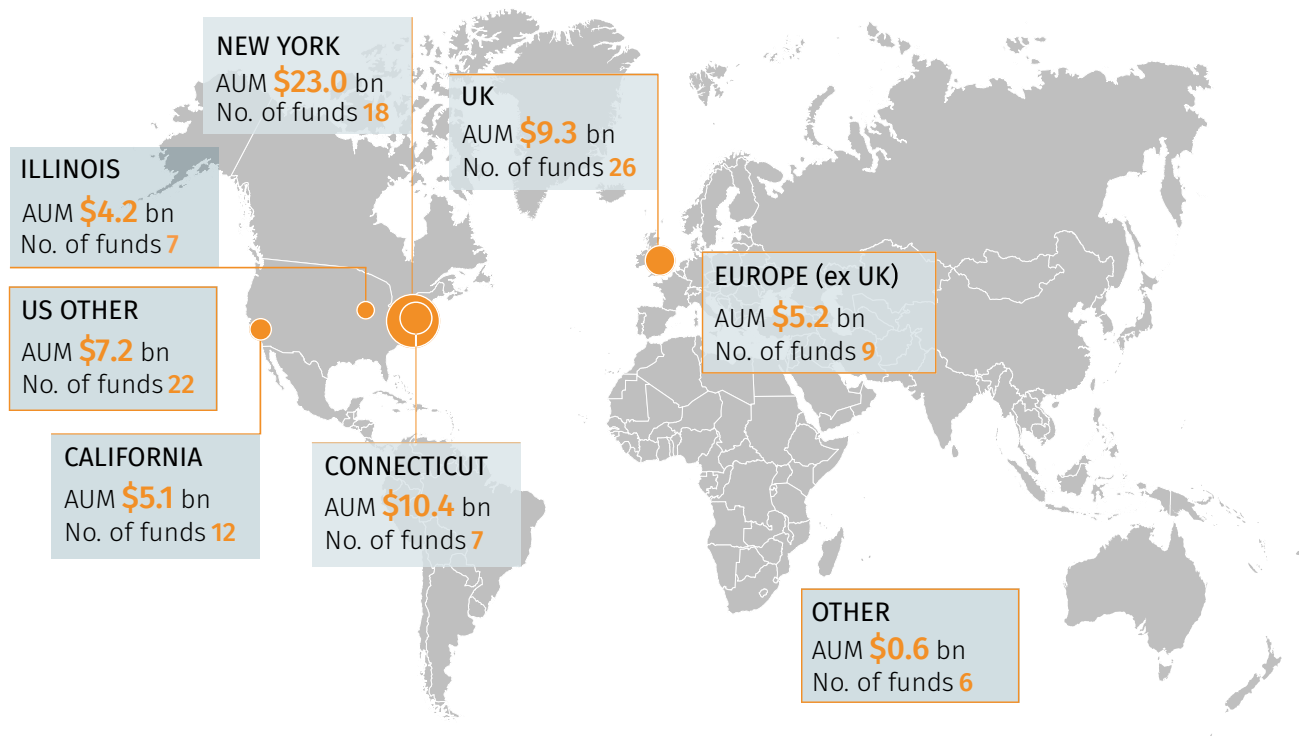 NEW YORK
AUM $23.0 bn
No. of funds 18
UK
AUM $9.3 bn
No. of funds 26
ILLINOIS
AUM $4.2 bn
No. of funds 7
EUROPE (ex UK)
AUM $5.2 bn
No. of funds 9
US OTHER
AUM $7.2 bn
No. of funds 22
CALIFORNIA
AUM $5.1 bn
No. of funds 12
CONNECTICUT
AUM $10.4 bn
No. of funds 7
OTHER
AUM $0.6 bn
No. of funds 6